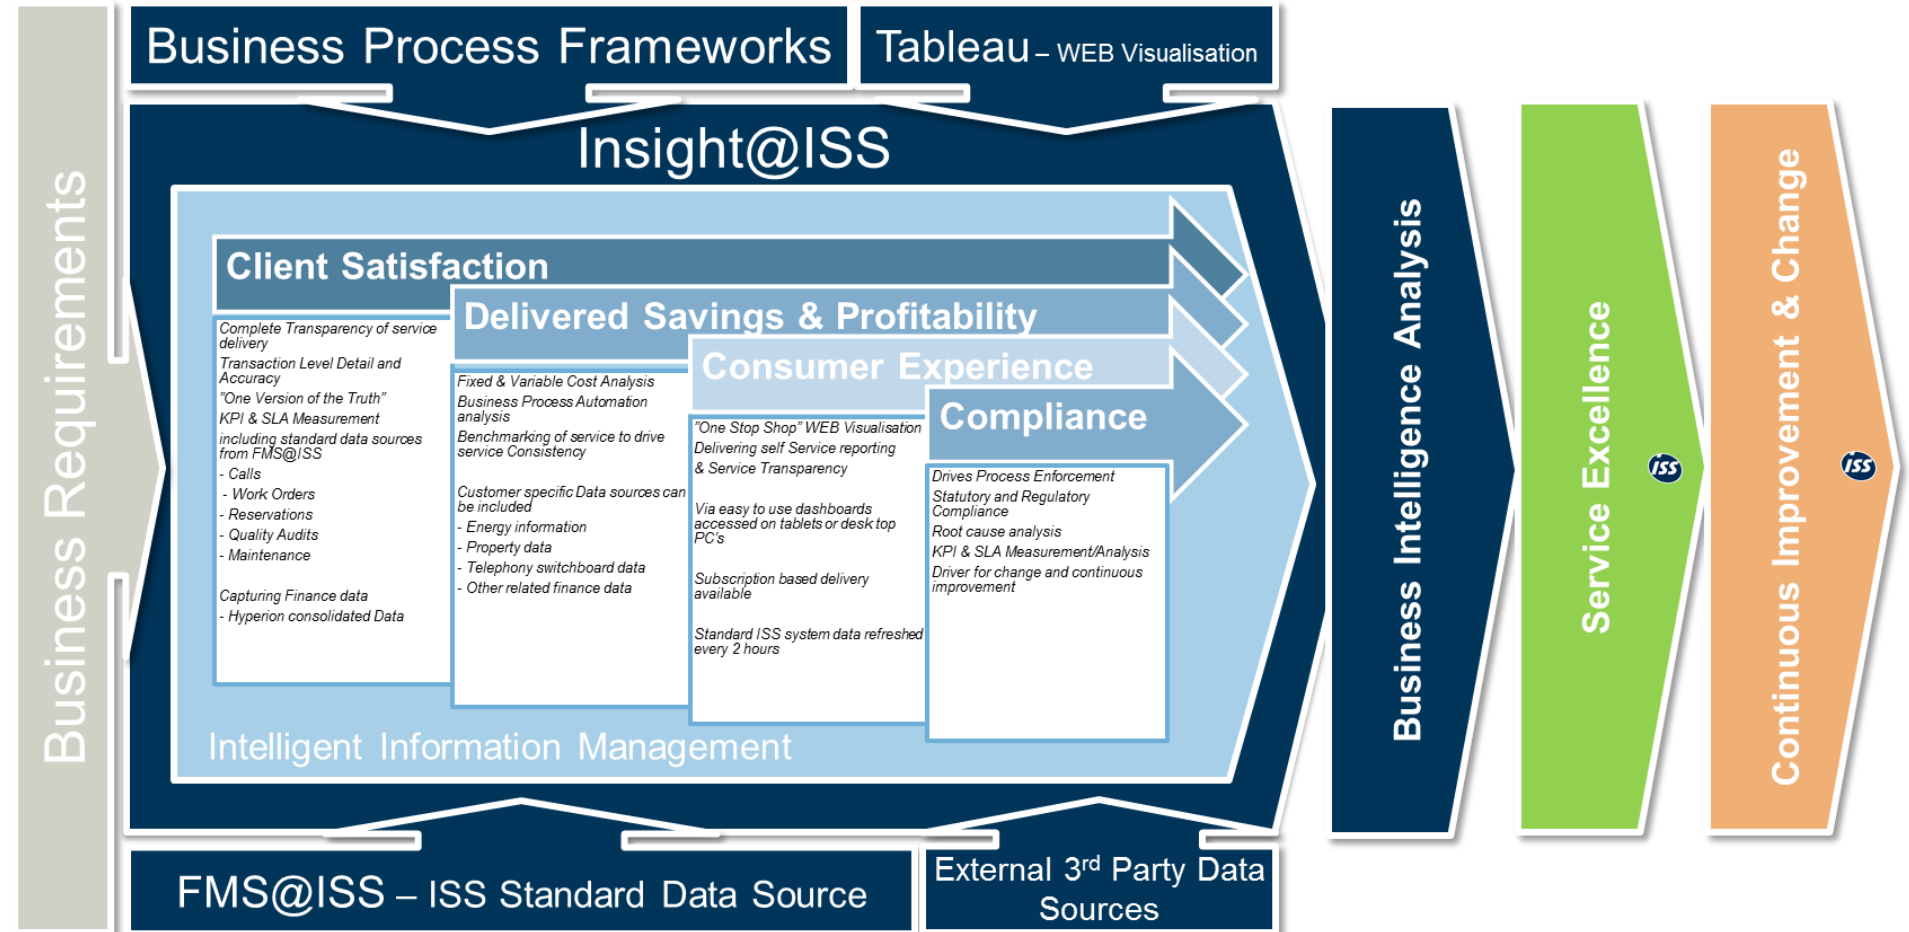 Business Requirements
Business Process Frameworks
Tableau – WEB Visualisation
Insight@ISS
Client Satisfaction
Complete Transparency of service
delivery
Transaction Level Detail and
Accuracy
"One Version of the Truth"
KPI & SLA Measurement
including standard data sources
from FMS@ISS
- Calls
- Work Orders
- Reservations
- Quality Audits
- Maintenance
Capturing Finance data
- Hyperion consolidated Data
Delivered Savings & Profitability
Fixed & Variable Cost Analysis
Business Process Automation
analysis
Benchmarking of service to drive
service Consistency
Customer specific Data sources can
be included
- Energy information
- Property data
- Telephony switchboard data
- Other related finance data
Consumer Experience
"One Stop Shop" WEB Visualisation
Delivering self Service reporting
& Service Transparency
Via easy to use dashboards
accessed on tablets or desk top
PC's
Subscription based delivery
available
Standard ISS system data refreshed
every 2 hours
Compliance
Drives Process Enforcement
Statutory and Regulatory
Compliance
Root cause analysis
KPI & SLA Measurement/Analysis
Driver for change and continuous
improvement
Intelligent Information Management
FMS@ISS – ISS Standard Data Source
External 3rd Party Data
Sources
Business Intelligence Analysis
Service Excellence
ISS
Continuous Improvement & Change
ISS